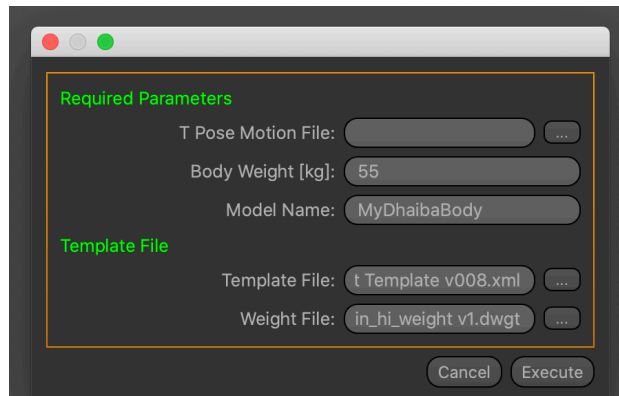 Required Parameters
T Pose Motion File: ...
Body Weight [kg]: 55
Model Name: MyDhaibaBody
Template File
Template File: t Template v008.xml ...
Weight File: in_hi_weight v1.dwgt ...
Cancel Execute